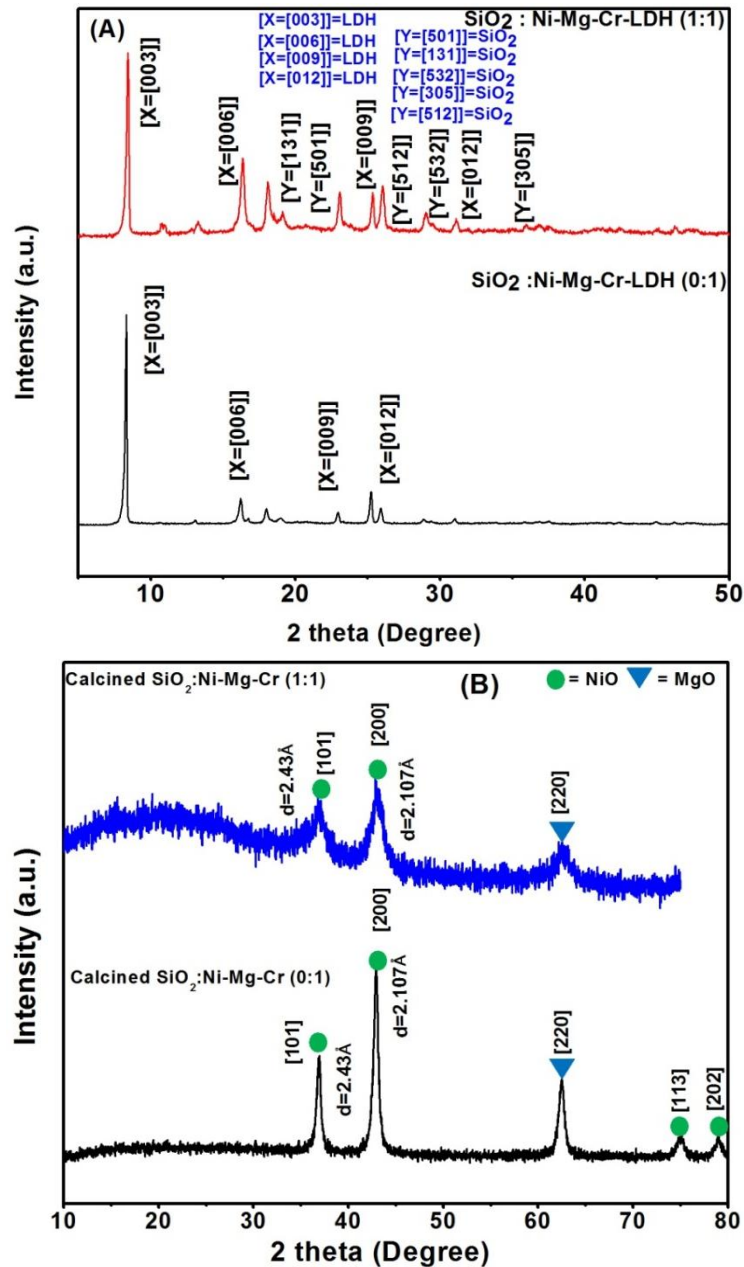 (A)
SiO2 : Ni-Mg-Cr-LDH (1:1)
[X=[003]]=LDH
[X=[006]]=LDH
[X=[009]]=LDH
[X=[012]]=LDH
[Y=[501]]=SiO2
[Y=[131]]=SiO2
[Y=[532]]=SiO2
[Y=[305]]=SiO2
[Y=[512]]=SiO2
[X=[003]]
[X=[006]]
[Y=[131]]
[Y=[501]]
[X=[009]]
[Y=[512]]
[Y=[532]]
[X=[012]]
[Y=[305]]
SiO2 :Ni-Mg-Cr-LDH (0:1)
[X=[003]]
[X=[006]]
[X=[009]]
[X=[012]]
Intensity (a.u.)
10 20 30 40 50
2 theta (Degree)
Calcined SiO2:Ni-Mg-Cr (1:1)
(B)
= NiO = MgO
d=2.43Å
[101]
[200]
d=2.107Å
[220]
Calcined SiO2:Ni-Mg-Cr (0:1)
[101]
d=2.43Å
[200]
d=2.107Å
[220]
[113]
[202]
Intensity (a.u.)
10 20 30 40 50 60 70 80
2 theta (Degree)